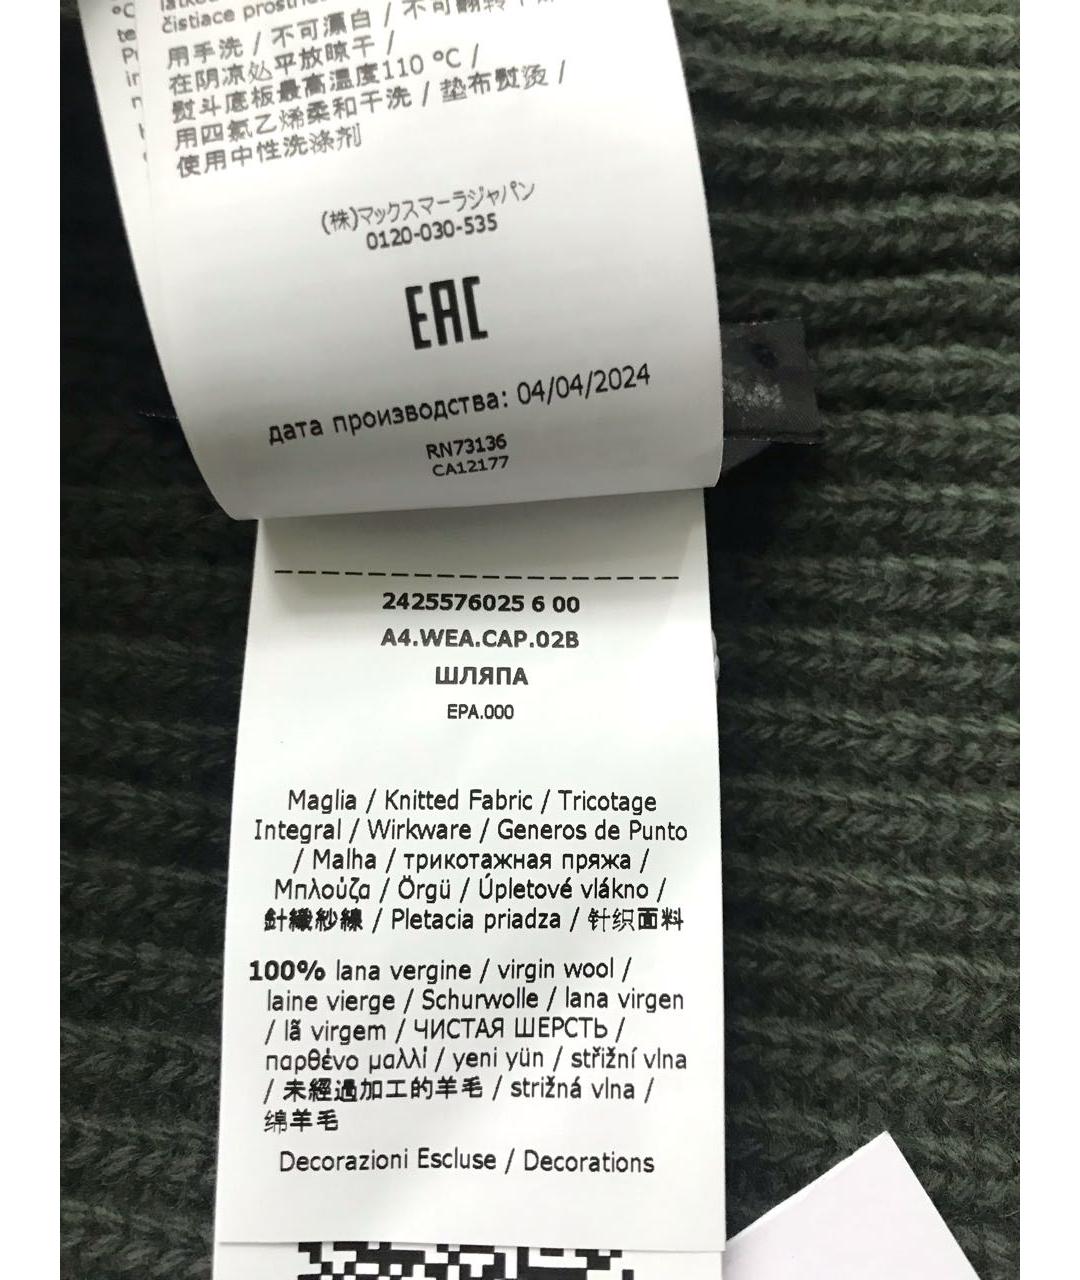 °C
te
in
čistiace prostrie
用手洗 / 不可漂白 / 不可翻转干燥
在阴凉处平放晾干 /
熨斗底板最高温度110 °C /
用四氯乙烯柔和干洗 / 垫布熨烫 /
使用中性洗涤剂
(株)マックスマーラジャパン
0120-030-535
EAC
дата производства: 04/04/2024
RN73136
CA12177
2425576025 6 00
A4.WEA.CAP.02B
ШЛЯПА
EPA.000
Maglia / Knitted Fabric / Tricotage
Integral / Wirkware / Generos de Punto
/ Malha / трикотажная пряжа /
Μπλούζα / Örgü / Úpletové vlákno /
針織紗線 / Pletacia priadza / 针织面料
100% lana vergine / virgin wool /
laine vierge / Schurwolle / lana virgen
/ lã virgem / ЧИСТАЯ ШЕРСТЬ /
παρθένο μαλλί / yeni yün / střižní vlna
/ 未經過加工的羊毛 / strižná vlna /
绵羊毛
Decorazioni Escluse / Decorations